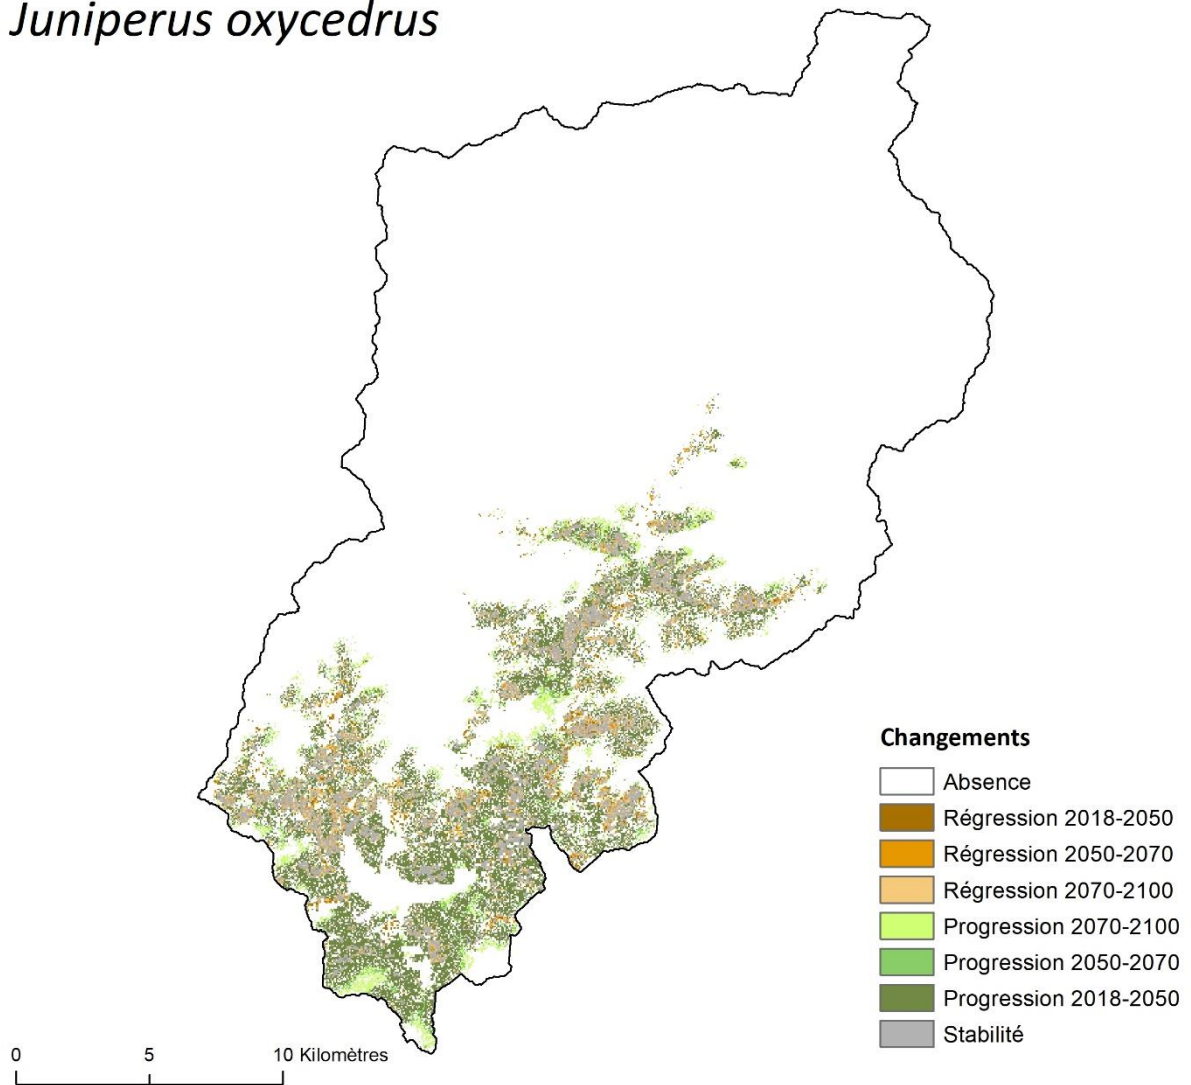 Juniperus oxycedrus
Changements
Absence
Régression 2018-2050
Régression 2050-2070
Régression 2070-2100
Progression 2070-2100
Progression 2050-2070
Progression 2018-2050
Stabilité
0 5 10 Kilomètres